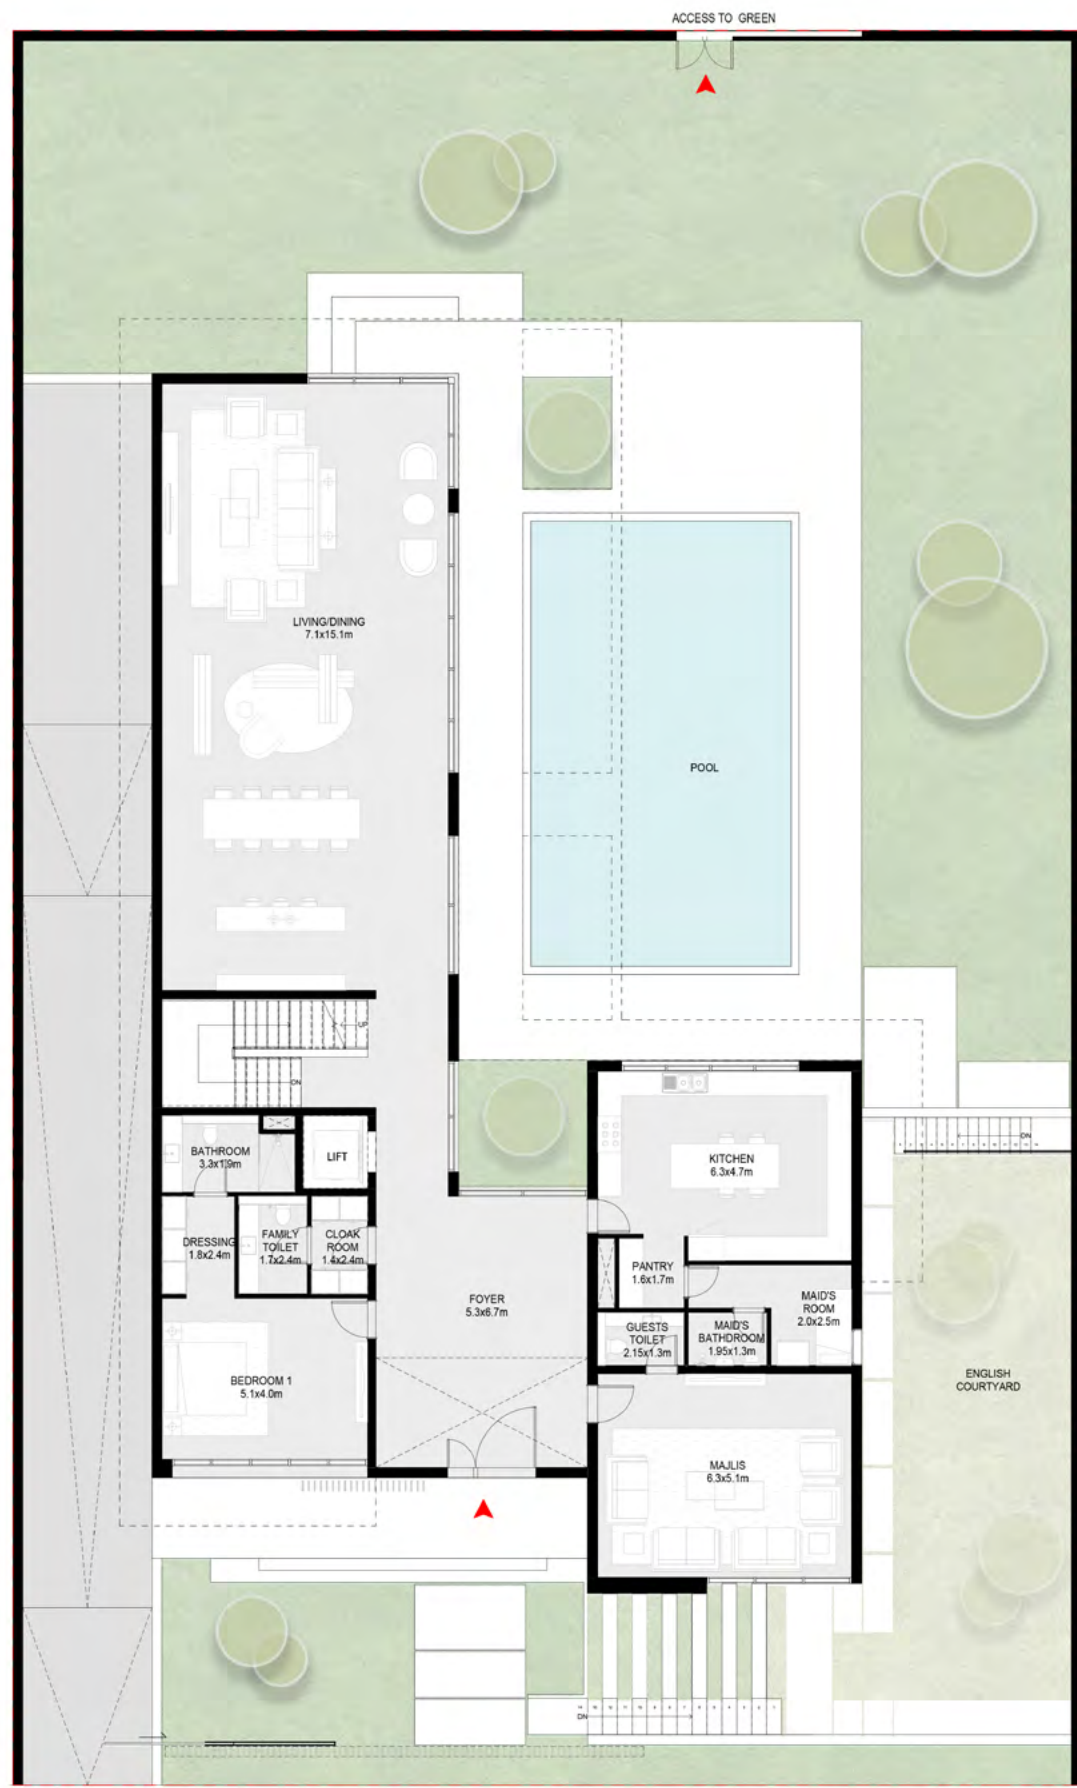 ACCESS TO GREEN
LIVING/DINING
7.1x15.1m
POOL
UP
DN
BATHROOM
3.3x1.9m
LIFT
DN
KITCHEN
6.3x4.7m
DRESSING
1.8x2.4m
FAMILY
TOILET
1.7x2.4m
CLOAK
ROOM
1.4x2.4m
PANTRY
1.6x1.7m
FOYER
5.3x6.7m
MAID'S
ROOM
2.0x2.5m
GUESTS
TOILET
2.15x1.3m
MAID'S
BATHDROOM
1.95x1.3m
BEDROOM 1
5.1x4.0m
ENGLISH
COURTYARD
MAJLIS
6.3x5.1m
DN